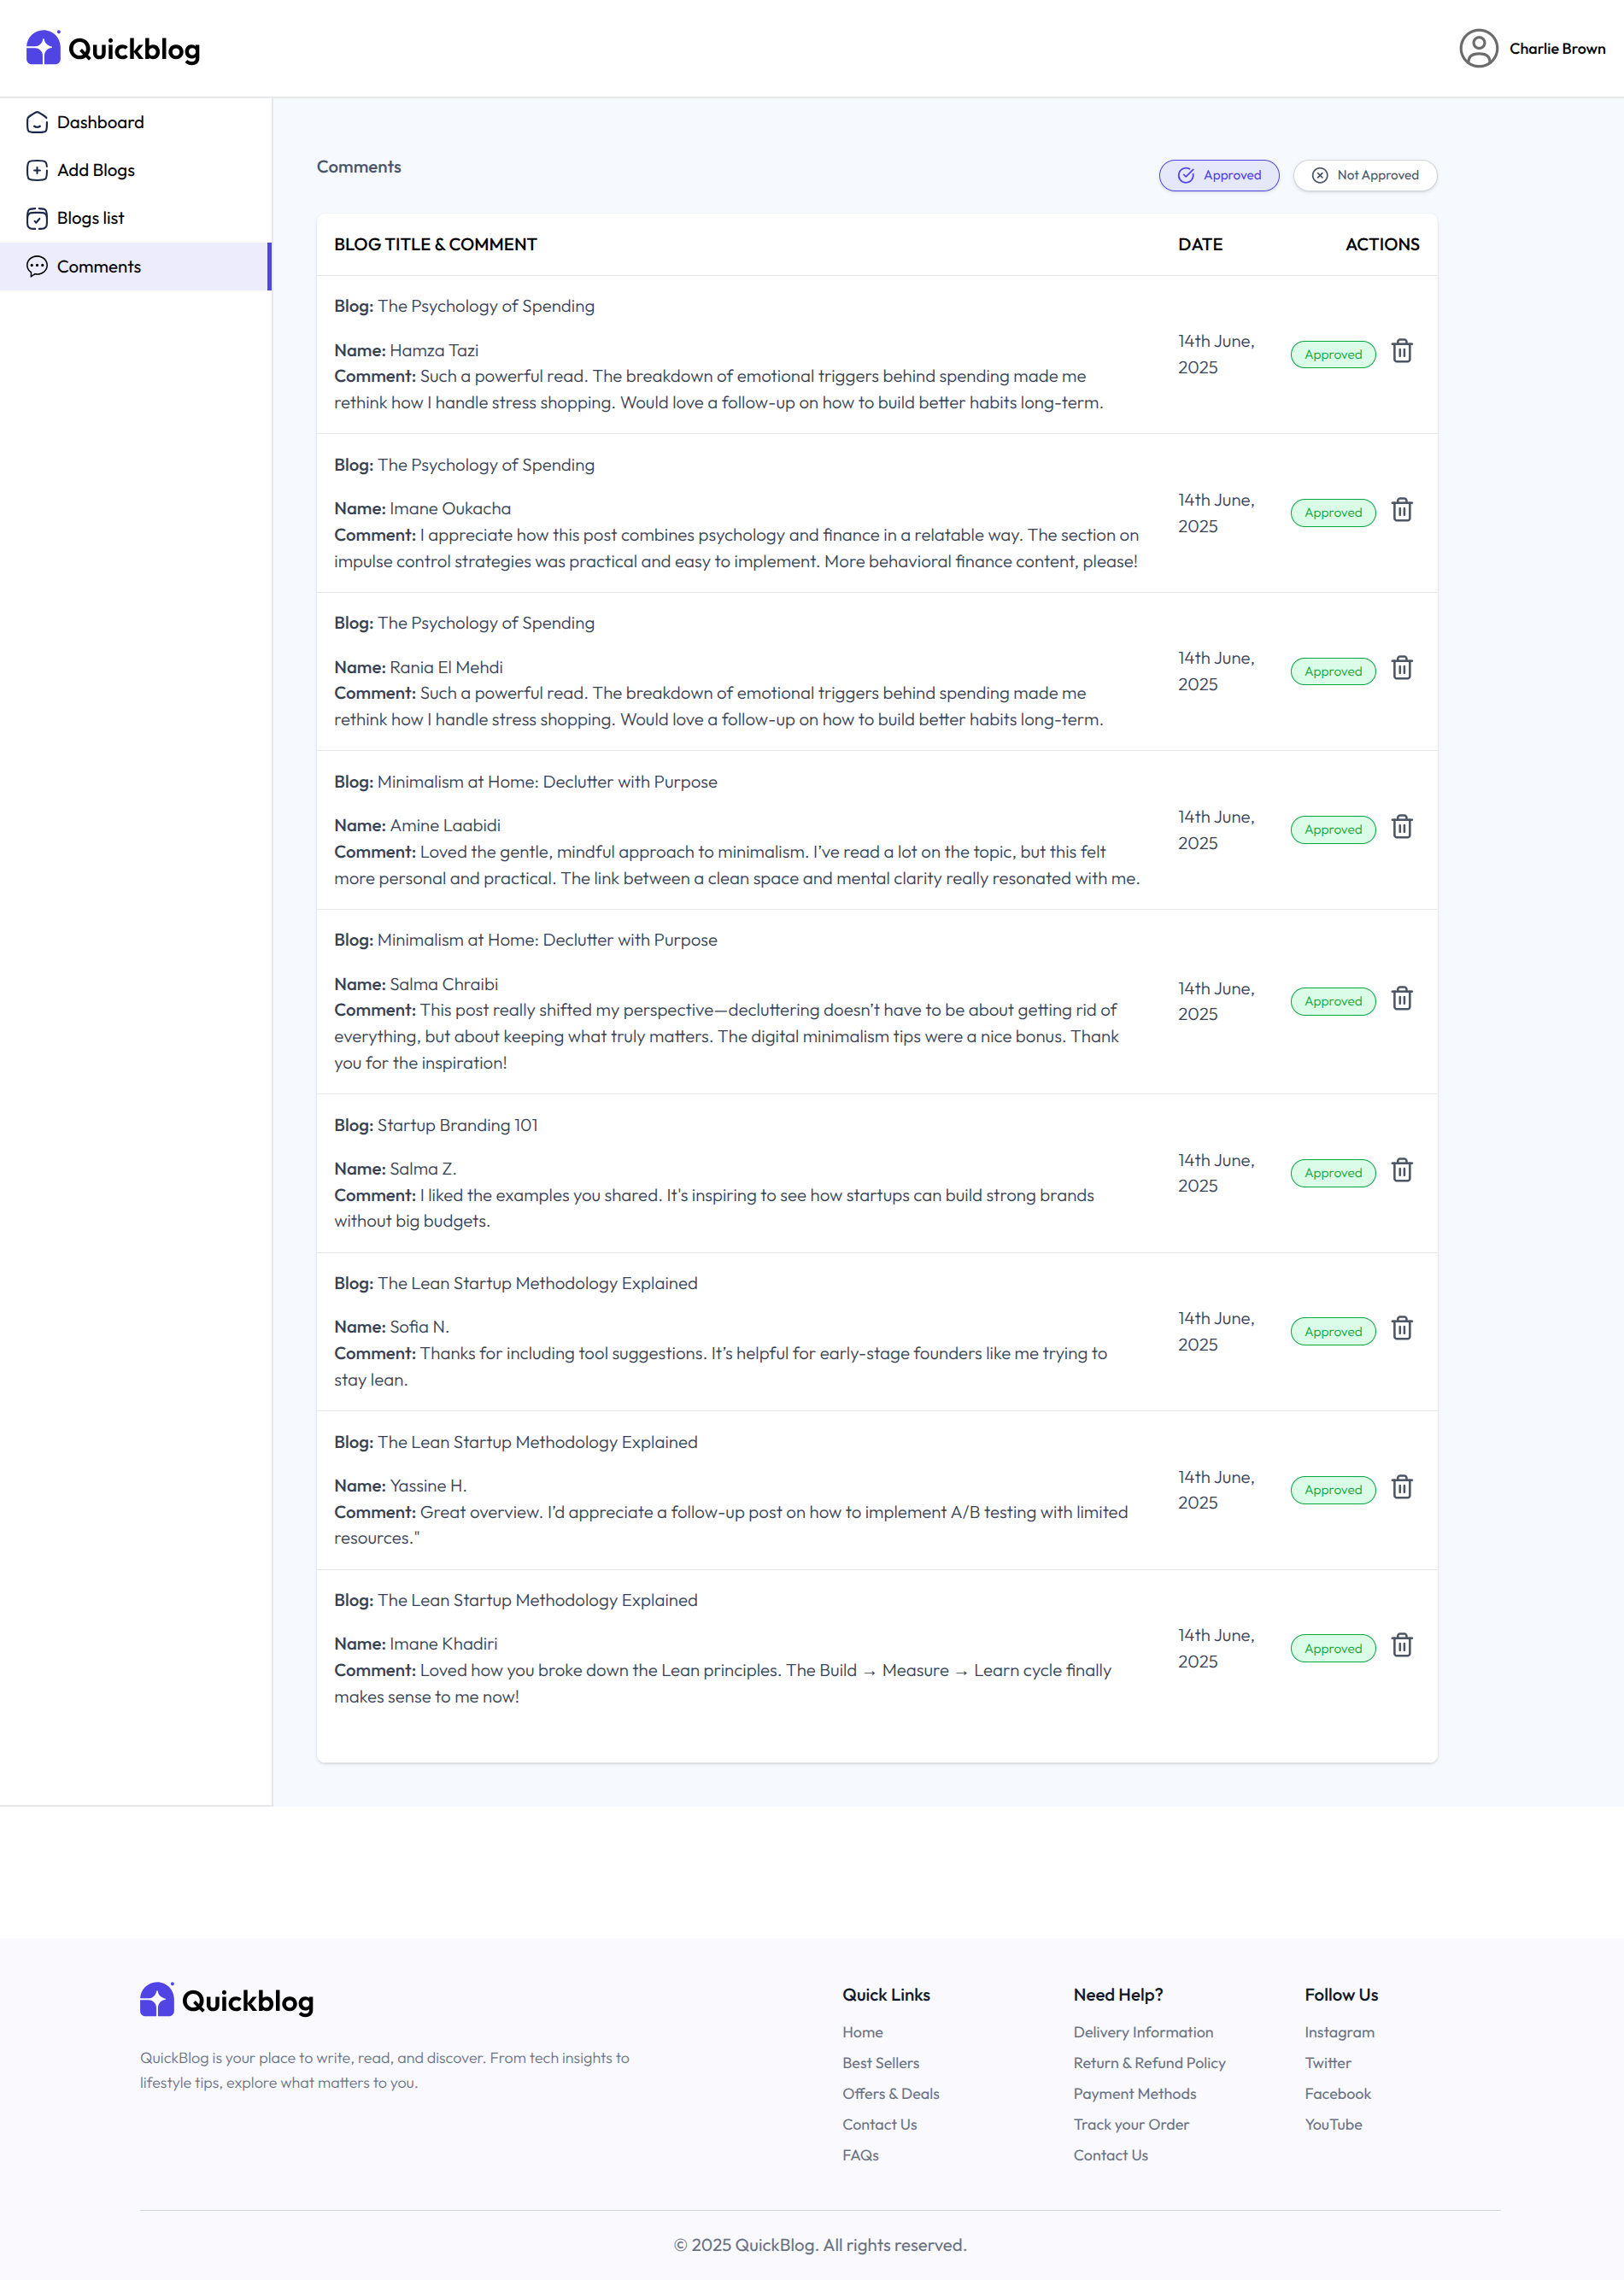 Quickblog
Charlie Brown
Dashboard
Add Blogs
Blogs list
Comments
Comments
Approved
Not Approved
BLOG TITLE & COMMENT
DATE
ACTIONS
Blog: The Psychology of Spending
Name: Hamza Tazi
Comment: Such a powerful read. The breakdown of emotional triggers behind spending made me
rethink how I handle stress shopping. Would love a follow-up on how to build better habits long-term.
14th June,
2025
Approved
Blog: The Psychology of Spending
Name: Imane Oukacha
Comment: I appreciate how this post combines psychology and finance in a relatable way. The section on
impulse control strategies was practical and easy to implement. More behavioral finance content, please!
14th June,
2025
Approved
Blog: The Psychology of Spending
Name: Rania El Mehdi
Comment: Such a powerful read. The breakdown of emotional triggers behind spending made me
rethink how I handle stress shopping. Would love a follow-up on how to build better habits long-term.
14th June,
2025
Approved
Blog: Minimalism at Home: Declutter with Purpose
Name: Amine Laabidi
Comment: Loved the gentle, mindful approach to minimalism. I’ve read a lot on the topic, but this felt
more personal and practical. The link between a clean space and mental clarity really resonated with me.
14th June,
2025
Approved
Blog: Minimalism at Home: Declutter with Purpose
Name: Salma Chraibi
Comment: This post really shifted my perspective—decluttering doesn’t have to be about getting rid of
everything, but about keeping what truly matters. The digital minimalism tips were a nice bonus. Thank
you for the inspiration!
14th June,
2025
Approved
Blog: Startup Branding 101
Name: Salma Z.
Comment: I liked the examples you shared. It's inspiring to see how startups can build strong brands
without big budgets.
14th June,
2025
Approved
Blog: The Lean Startup Methodology Explained
Name: Sofia N.
Comment: Thanks for including tool suggestions. It’s helpful for early-stage founders like me trying to
stay lean.
14th June,
2025
Approved
Blog: The Lean Startup Methodology Explained
Name: Yassine H.
Comment: Great overview. I’d appreciate a follow-up post on how to implement A/B testing with limited
resources."
14th June,
2025
Approved
Blog: The Lean Startup Methodology Explained
Name: Imane Khadiri
Comment: Loved how you broke down the Lean principles. The Build → Measure → Learn cycle finally
makes sense to me now!
14th June,
2025
Approved
Quickblog
QuickBlog is your place to write, read, and discover. From tech insights to
lifestyle tips, explore what matters to you.
Quick Links
Home
Best Sellers
Offers & Deals
Contact Us
FAQs
Need Help?
Delivery Information
Return & Refund Policy
Payment Methods
Track your Order
Contact Us
Follow Us
Instagram
Twitter
Facebook
YouTube
© 2025 QuickBlog. All rights reserved.